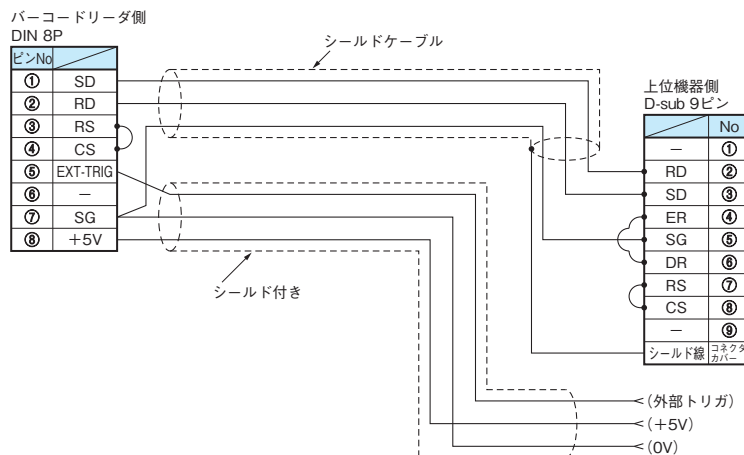 バーコードリーダ側
DIN 8P
ピンNo
① SD
② RD
③ RS
④ CS
⑤ EXT-TRIG
⑥ −
⑦ SG
⑧ +5V
シールドケーブル
シールド付き
上位機器側
D-sub 9ピン
No
− ①
RD ②
SD ③
ER ④
SG ⑤
DR ⑥
RS ⑦
CS ⑧
− ⑨
シールド線 コネクタ
カバー
(外部トリガ)
(+5V)
(0V)